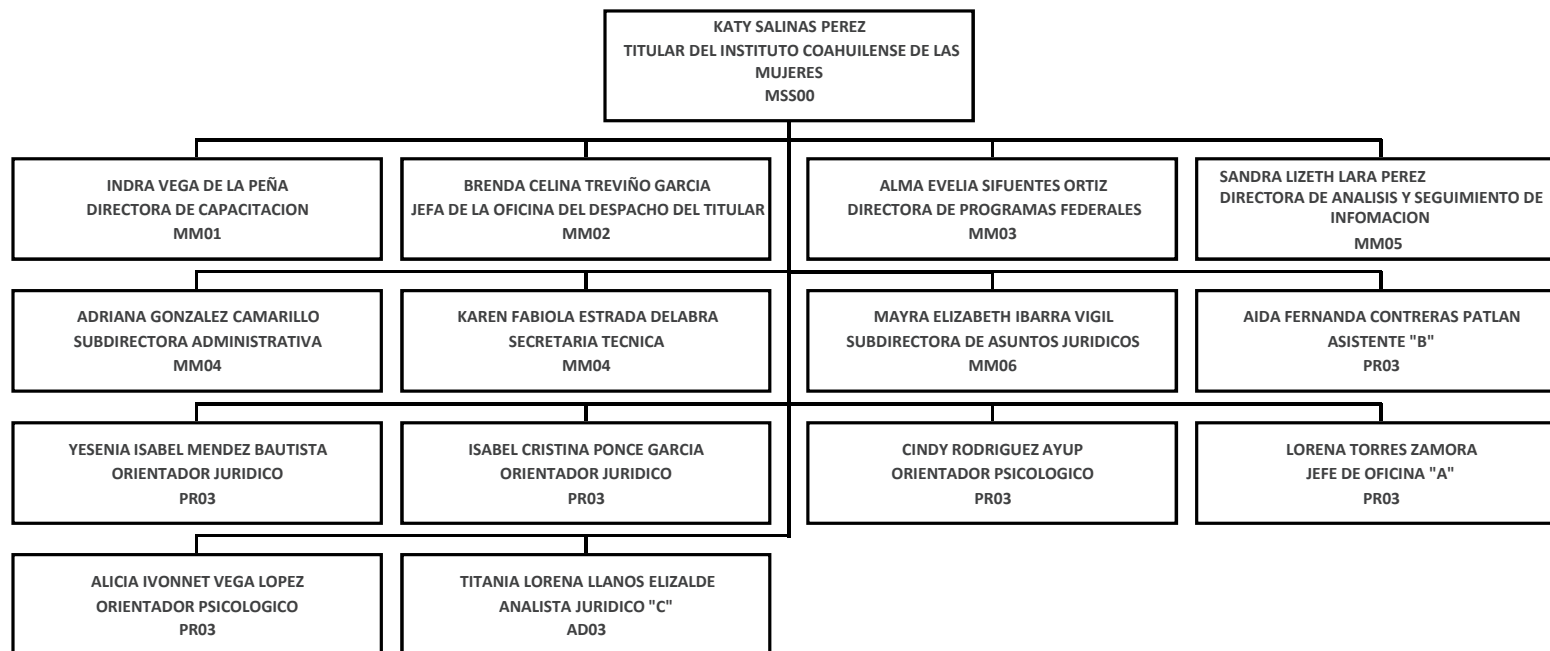 KATY SALINAS PEREZ
TITULAR DEL INSTITUTO COAHUILENSE DE LAS
MUJERES
MSS00
INDRA VEGA DE LA PEÑA
DIRECTORA DE CAPACITACION
MM01
BRENDA CELINA TREVIÑO GARCIA
JEFA DE LA OFICINA DEL DESPACHO DEL TITULAR
MM02
ALMA EVELIA SIFUENTES ORTIZ
DIRECTORA DE PROGRAMAS FEDERALES
MM03
SANDRA LIZETH LARA PEREZ
DIRECTORA DE ANALISIS Y SEGUIMIENTO DE
INFOMACION
MM05
ADRIANA GONZALEZ CAMARILLO
SUBDIRECTORA ADMINISTRATIVA
MM04
KAREN FABIOLA ESTRADA DELABRA
SECRETARIA TECNICA
MM04
MAYRA ELIZABETH IBARRA VIGIL
SUBDIRECTORA DE ASUNTOS JURIDICOS
MM06
AIDA FERNANDA CONTRERAS PATLAN
ASISTENTE "B"
PR03
YESENIA ISABEL MENDEZ BAUTISTA
ORIENTADOR JURIDICO
PR03
ISABEL CRISTINA PONCE GARCIA
ORIENTADOR JURIDICO
PR03
CINDY RODRIGUEZ AYUP
ORIENTADOR PSICOLOGICO
PR03
LORENA TORRES ZAMORA
JEFE DE OFICINA "A"
PR03
ALICIA IVONNET VEGA LOPEZ
ORIENTADOR PSICOLOGICO
PR03
TITANIA LORENA LLANOS ELIZALDE
ANALISTA JURIDICO "C"
AD03